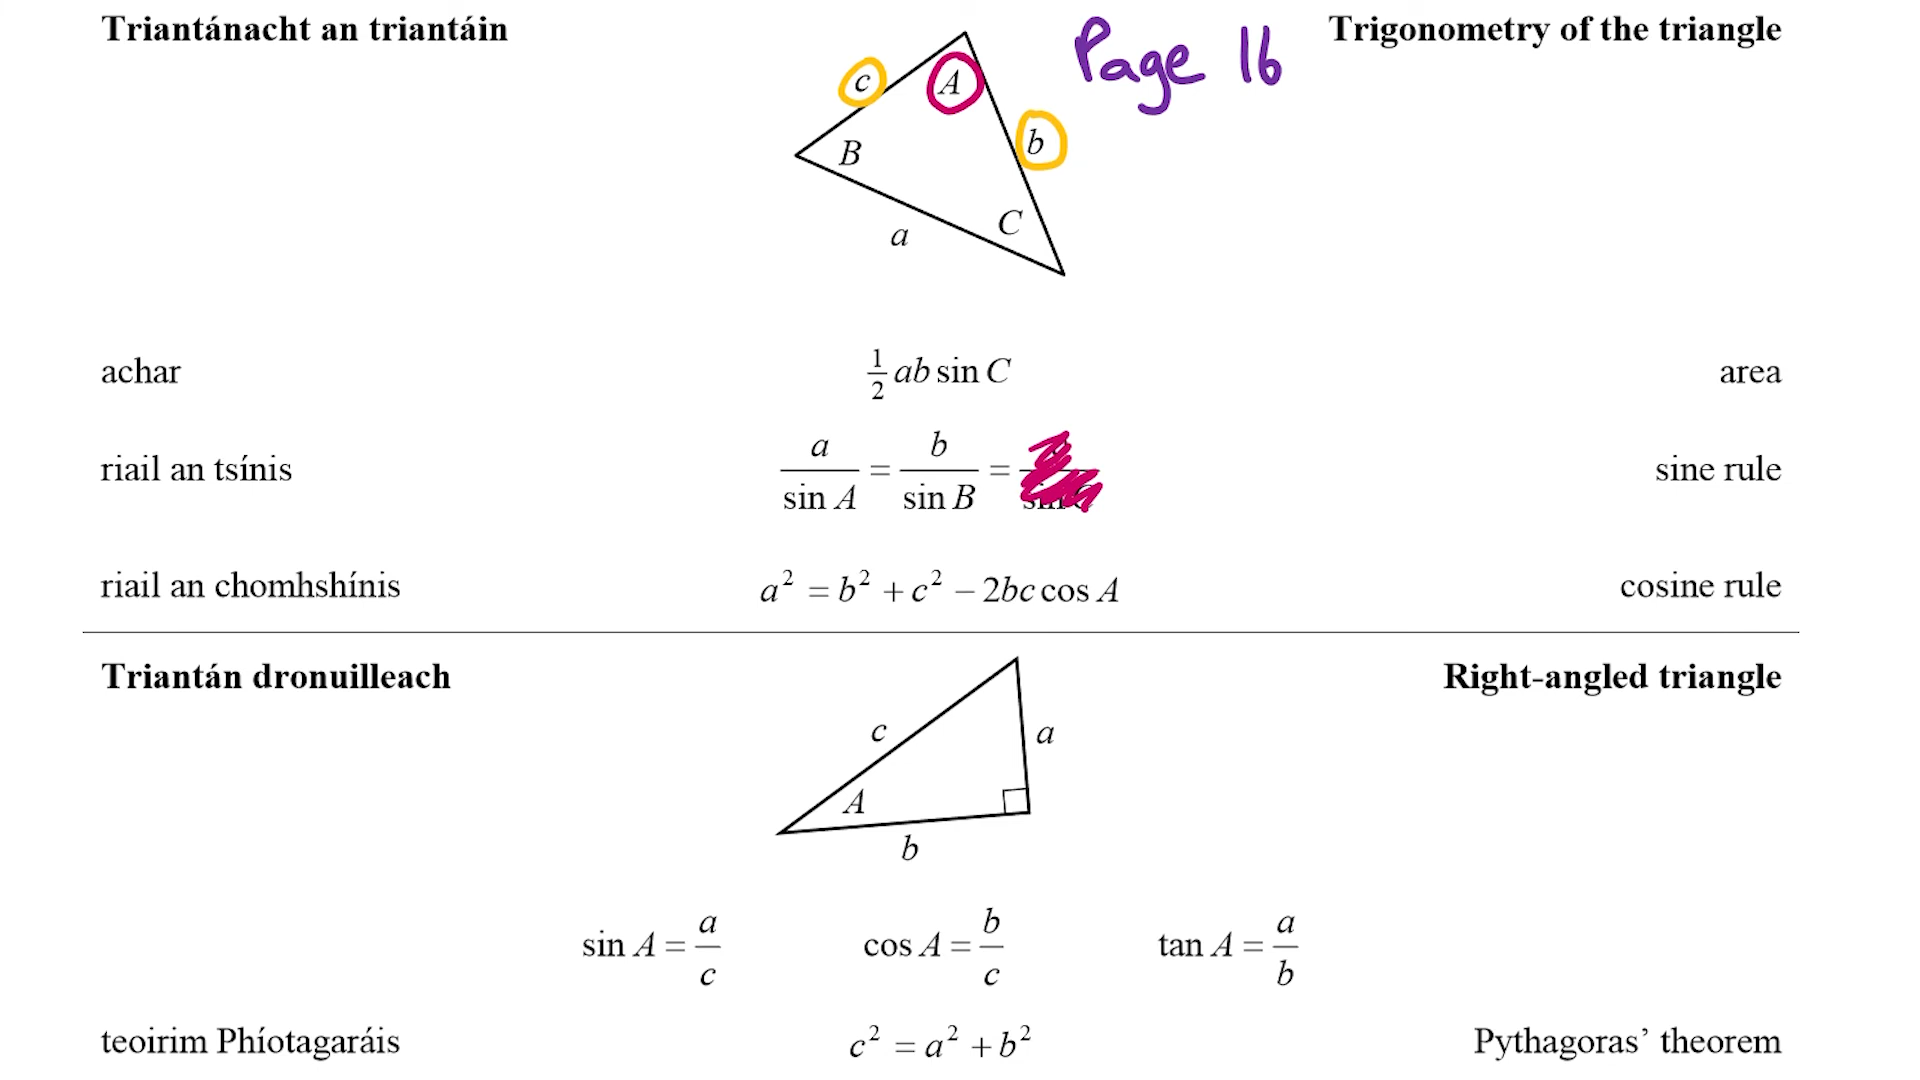 Triantánacht an triantáin
Trigonometry of the triangle
Page 16
c
A
b
B
C
a
achar
1/2 ab sin C
area
riail an tsínis
a/sin A = b/sin B =
sine rule
riail an chomhshínis
a² = b² + c² − 2bc cos A
cosine rule
Triantán dronuilleach
Right-angled triangle
c
a
A
b
sin A = a/c
cos A = b/c
tan A = a/b
teoirim Phíotagaráis
c² = a² + b²
Pythagoras’ theorem